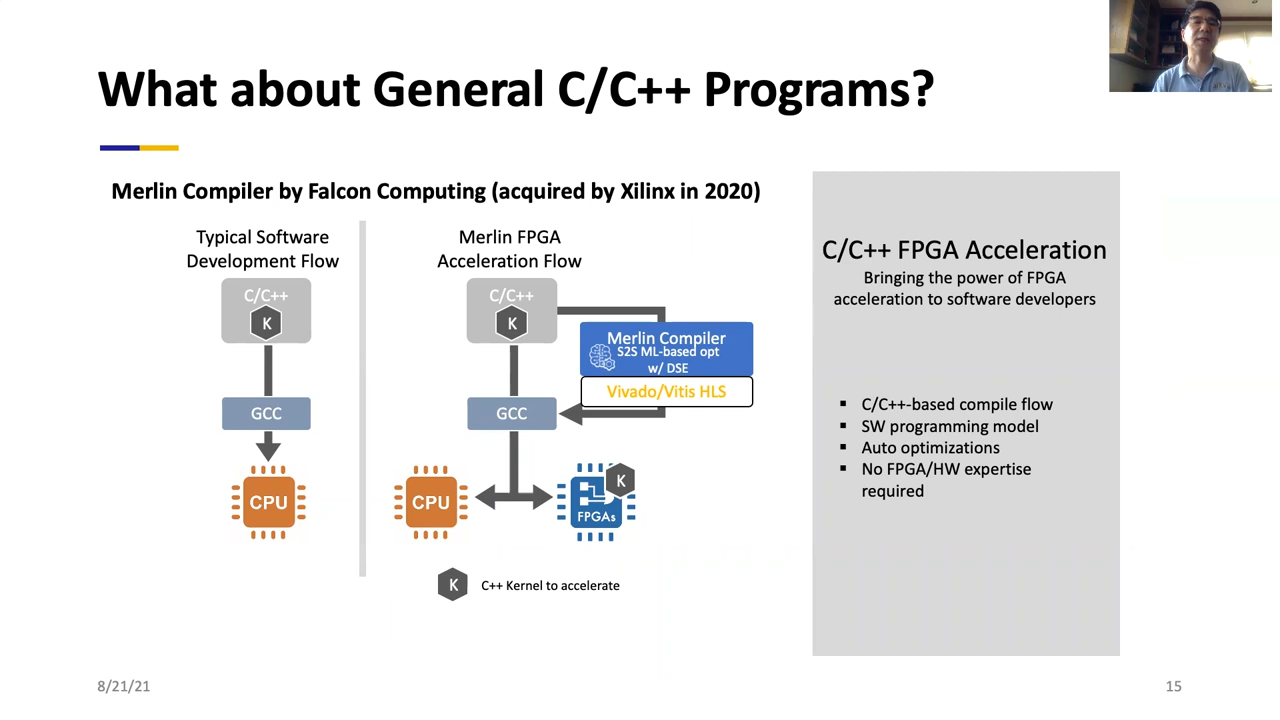 What about General C/C++ Programs?
Merlin Compiler by Falcon Computing (acquired by Xilinx in 2020)
Typical Software
Development Flow
C/C++
K
GCC
CPU
Merlin FPGA
Acceleration Flow
C/C++
K
Merlin Compiler
S2S ML-based opt
w/ DSE
Vivado/Vitis HLS
GCC
CPU
K
FPGAs
K
C++ Kernel to accelerate
C/C++ FPGA Acceleration
Bringing the power of FPGA
acceleration to software developers
▪ C/C++-based compile flow
▪ SW programming model
▪ Auto optimizations
▪ No FPGA/HW expertise
required
8/21/21
15